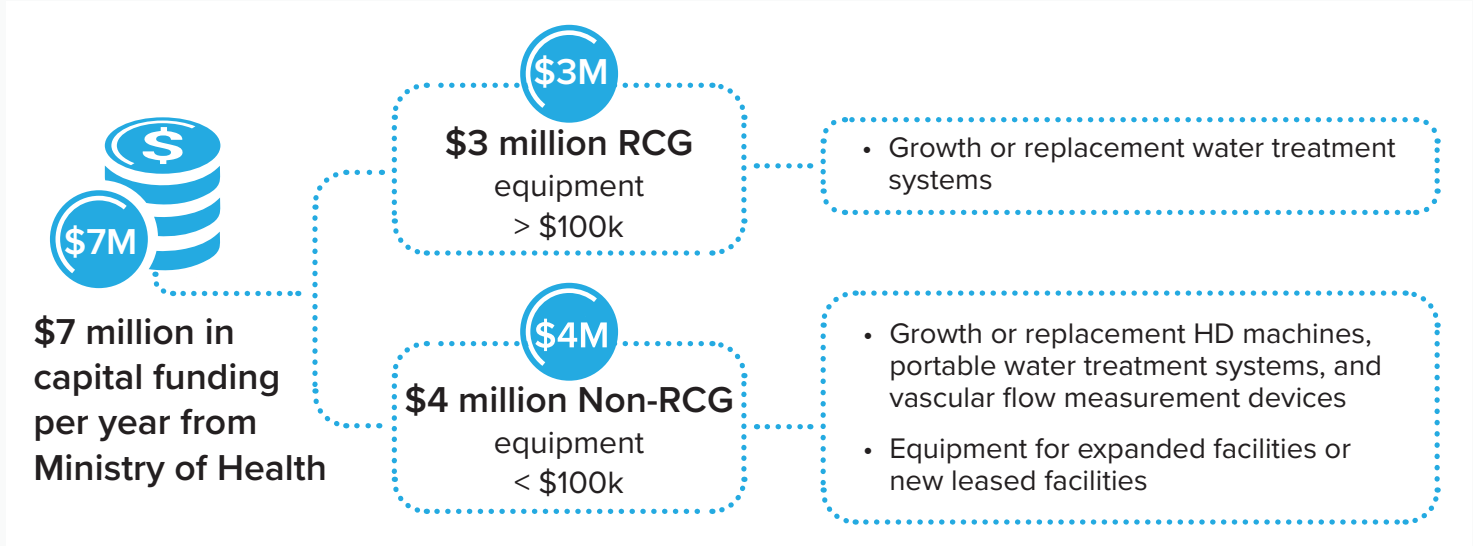 $
$7M
$7 million in
capital funding
per year from
Ministry of Health
$3M
$3 million RCG
equipment
> $100k
• Growth or replacement water treatment
systems
$4M
$4 million Non-RCG
equipment
< $100k
• Growth or replacement HD machines,
portable water treatment systems, and
vascular flow measurement devices
• Equipment for expanded facilities or
new leased facilities